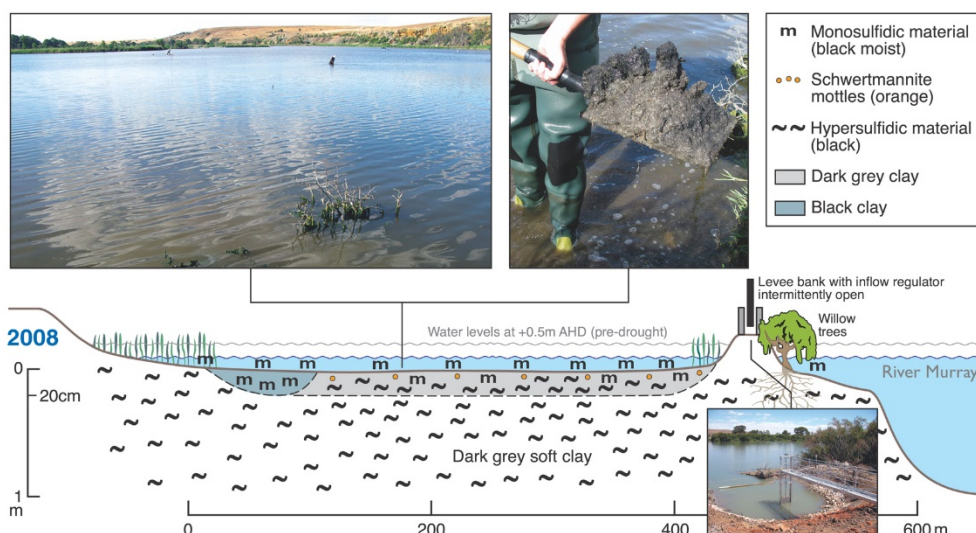 m Monosulfidic material
(black moist)
Schwertmannite
mottles (orange)
~~ Hypersulfidic material
(black)
Dark grey clay
Black clay
Levee bank with inflow regulator
intermittently open
Willow
trees
2008
Water levels at +0.5m AHD (pre-drought)
m m m m m m m m m m
0
River Murray
m m m m m m m m
20cm
Dark grey soft clay
1
m
0 200 400 600 m